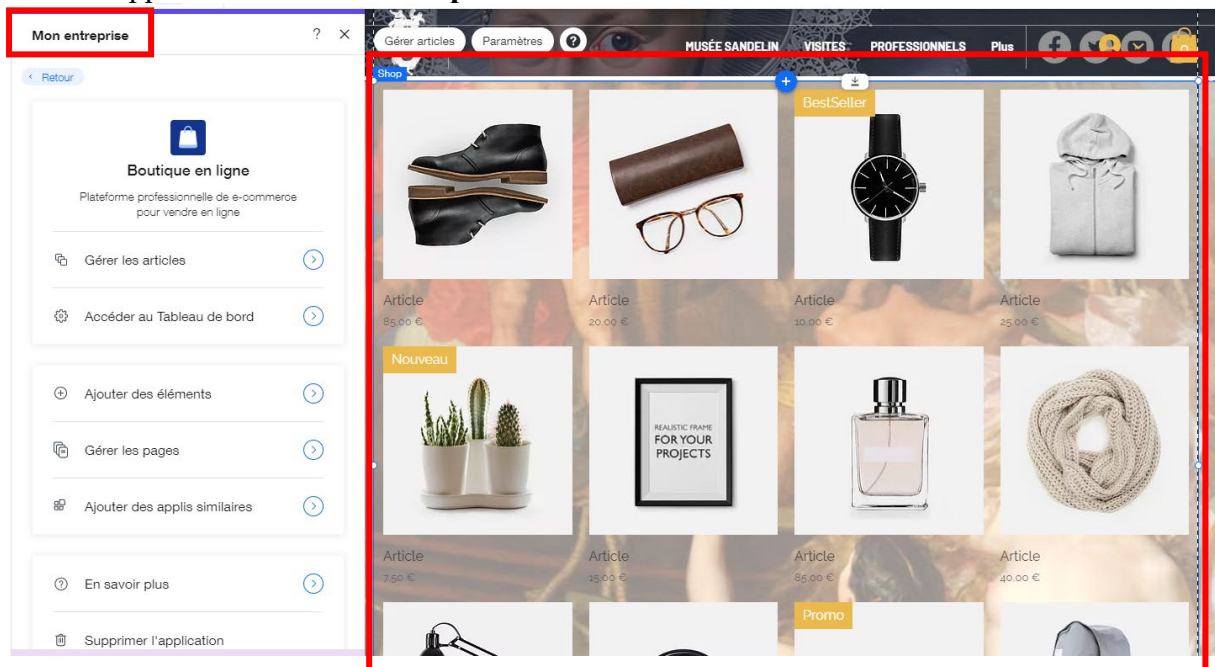 Mon entreprise
?
Retour
Boutique en ligne
Plateforme professionnelle de e-commerce
pour vendre en ligne
Gérer les articles
Accéder au Tableau de bord
Ajouter des éléments
Gérer les pages
Ajouter des applis similaires
En savoir plus
Supprimer l'application
Gérer articles
Paramètres
?
MUSÉE SANDELIN
VISITES
PROFESSIONNELS
Plus
0
Shop
BestSeller
Article
85,00 €
Article
20,00 €
Article
10,00 €
Article
25,00 €
Nouveau
REALISTIC FRAME
FOR YOUR
PROJECTS
Article
7,50 €
Article
15,00 €
Article
85,00 €
Article
40,00 €
Promo